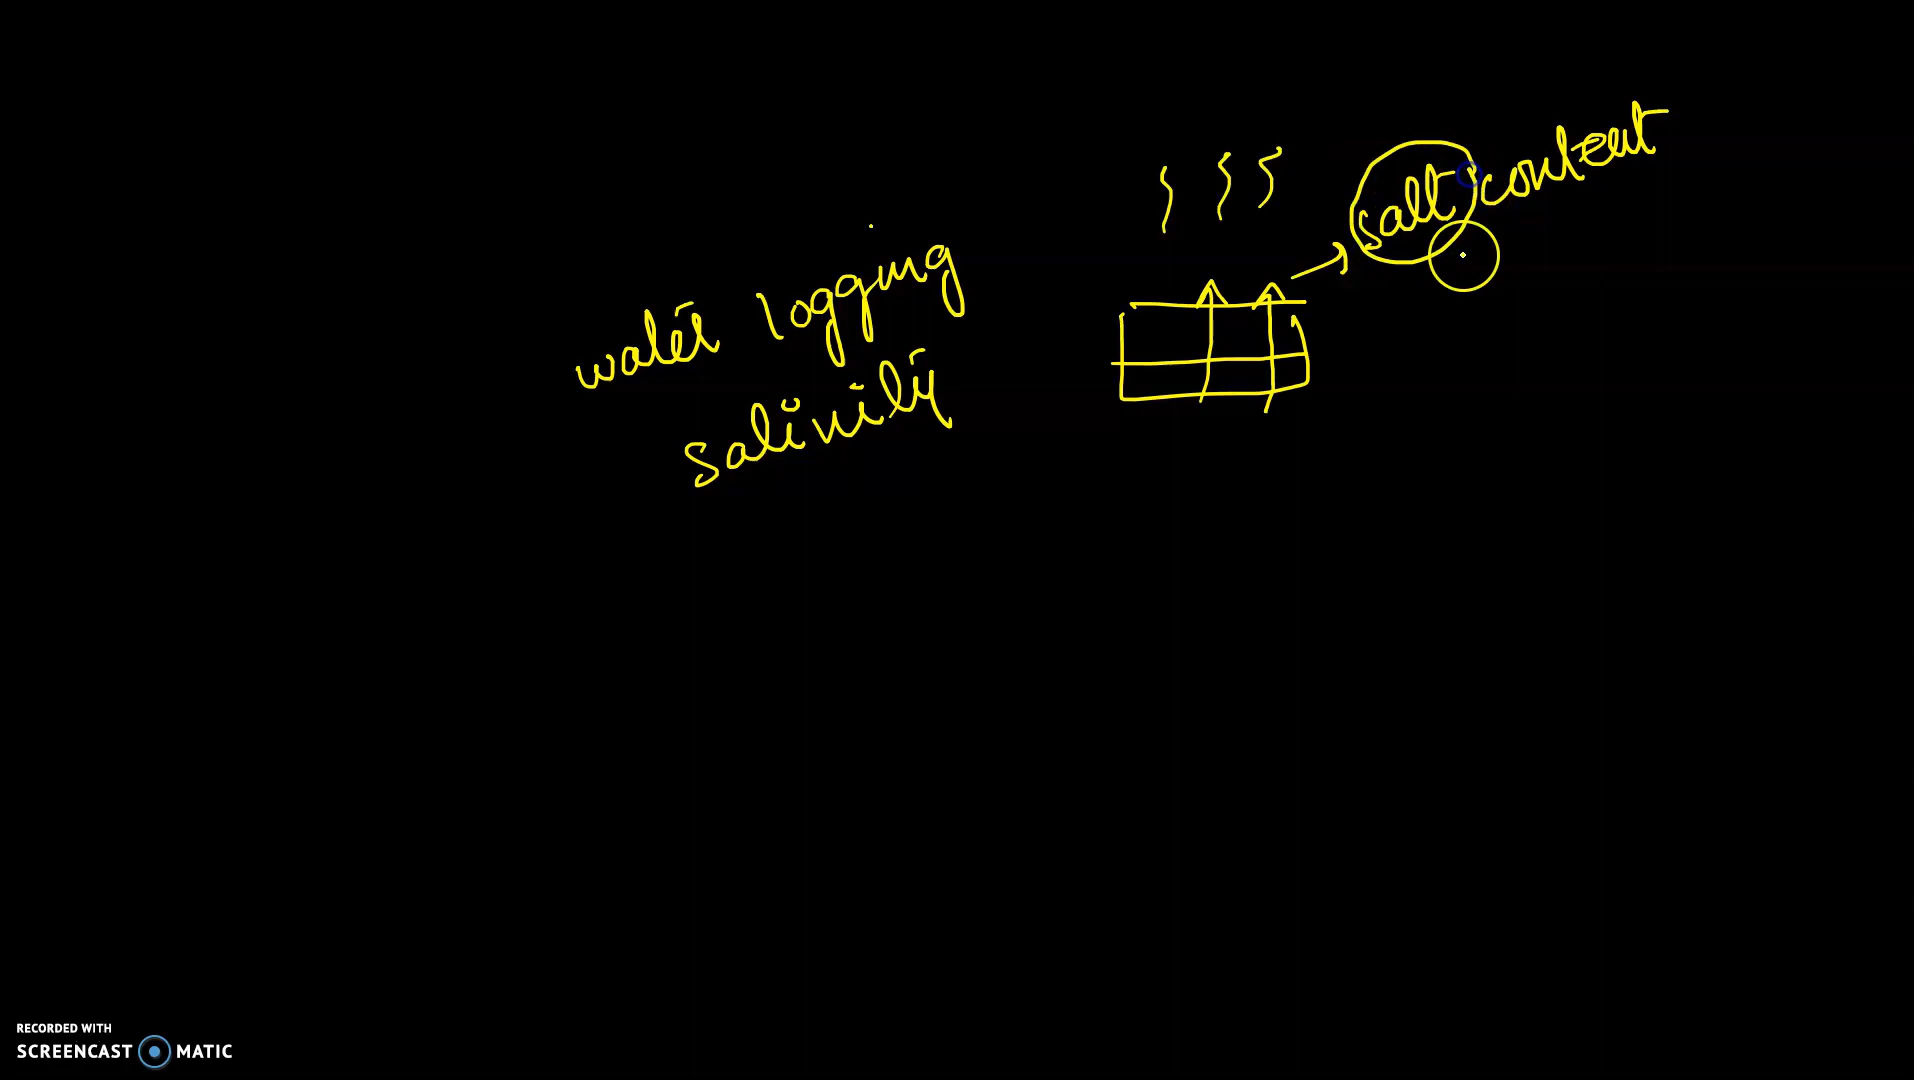 water logging
salinity
salt content
RECORDED WITH
SCREENCAST MATIC